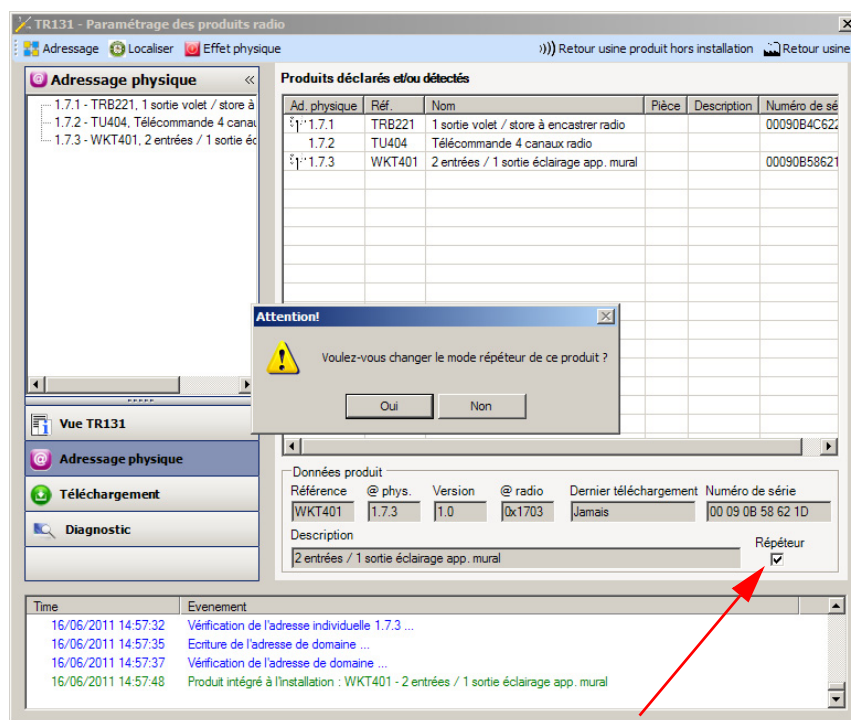 TR131 - Paramétrage des produits radio
Adressage Localiser Effet physique Retour usine produit hors installation Retour usine
Adressage physique
1.7.1 - TRB221, 1 sortie volet / store à
1.7.2 - TU404, Télécommande 4 canau
1.7.3 - WKT401, 2 entrées / 1 sortie éc
Vue TR131
Adressage physique
Téléchargement
Diagnostic
Produits déclarés et/ou détectés
Ad. physique Réf. Nom Pièce Description Numéro de sé
1.7.1 TRB221 1 sortie volet / store à encastrer radio 00090B4C622
1.7.2 TU404 Télécommande 4 canaux radio
1.7.3 WKT401 2 entrées / 1 sortie éclairage app. mural 00090B58621
Attention!
Voulez-vous changer le mode répéteur de ce produit ?
Oui Non
Données produit
Référence @ phys. Version @ radio Dernier téléchargement Numéro de série
WKT401 1.7.3 1.0 0x1703 Jamais 00 09 0B 58 62 1D
Description
2 entrées / 1 sortie éclairage app. mural
Répéteur
Time Evenement
16/06/2011 14:57:32 Vérification de l'adresse individuelle 1.7.3 ...
16/06/2011 14:57:35 Ecriture de l'adresse de domaine ...
16/06/2011 14:57:37 Vérification de l'adresse de domaine ...
16/06/2011 14:57:48 Produit intégré à l'installation : WKT401 - 2 entrées / 1 sortie éclairage app. mural